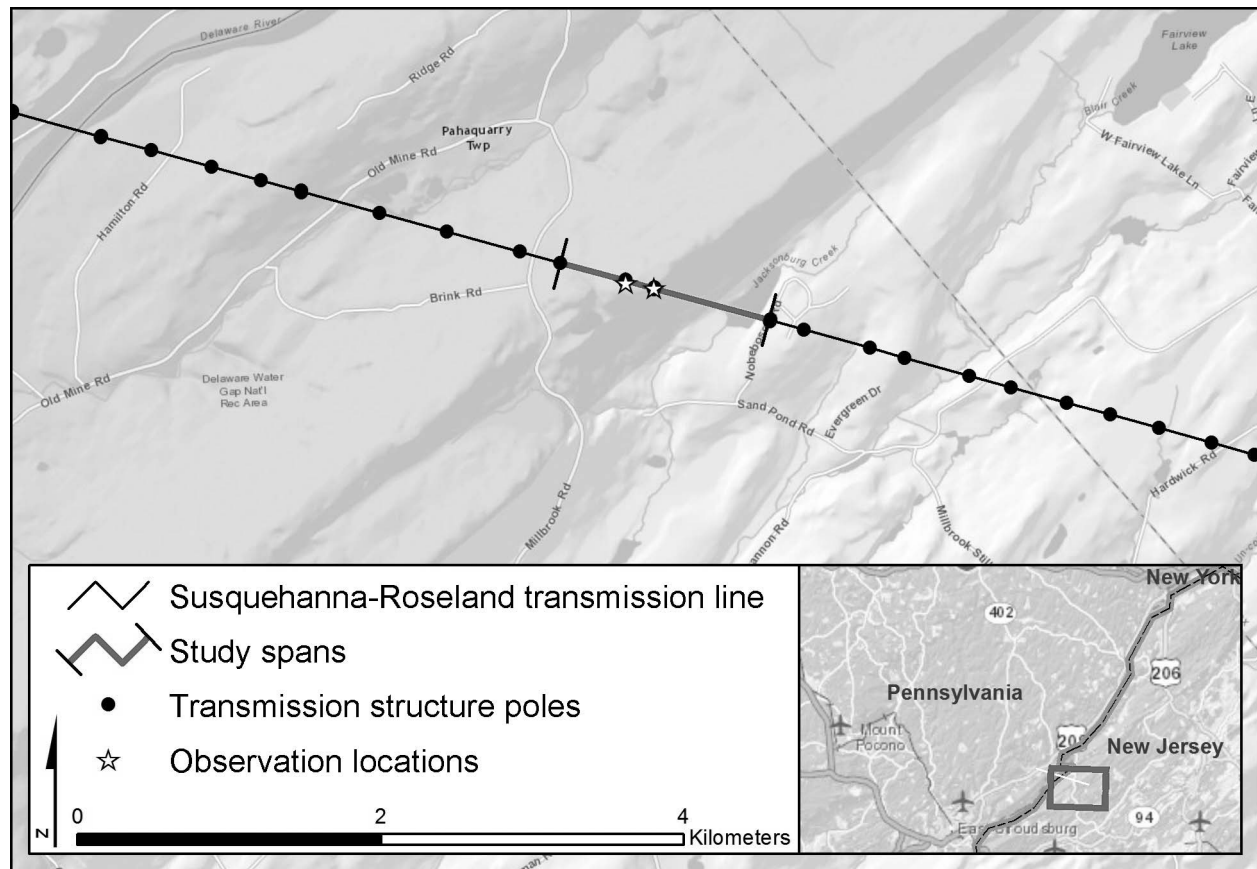 Delaware River
Ridge Rd
Fairview
Lake
Blair Creek
Pahaquarry
Twp
Old Mine Rd
W Fairview Lake Ln
Hamilton Rd
Jacksonburg Creek
Brink Rd
Old Mine Rd
Delaware Water
Gap Nat'l
Rec Area
Sand Pond Rd
Evergreen Dr
Hardwick Rd
Millbrook Rd
Susquehanna-Roseland transmission line
Study spans
Transmission structure poles
Observation locations
N
0 2 4
Kilometers
New York
402
206
Pennsylvania
Mount
Pocono
New Jersey
94